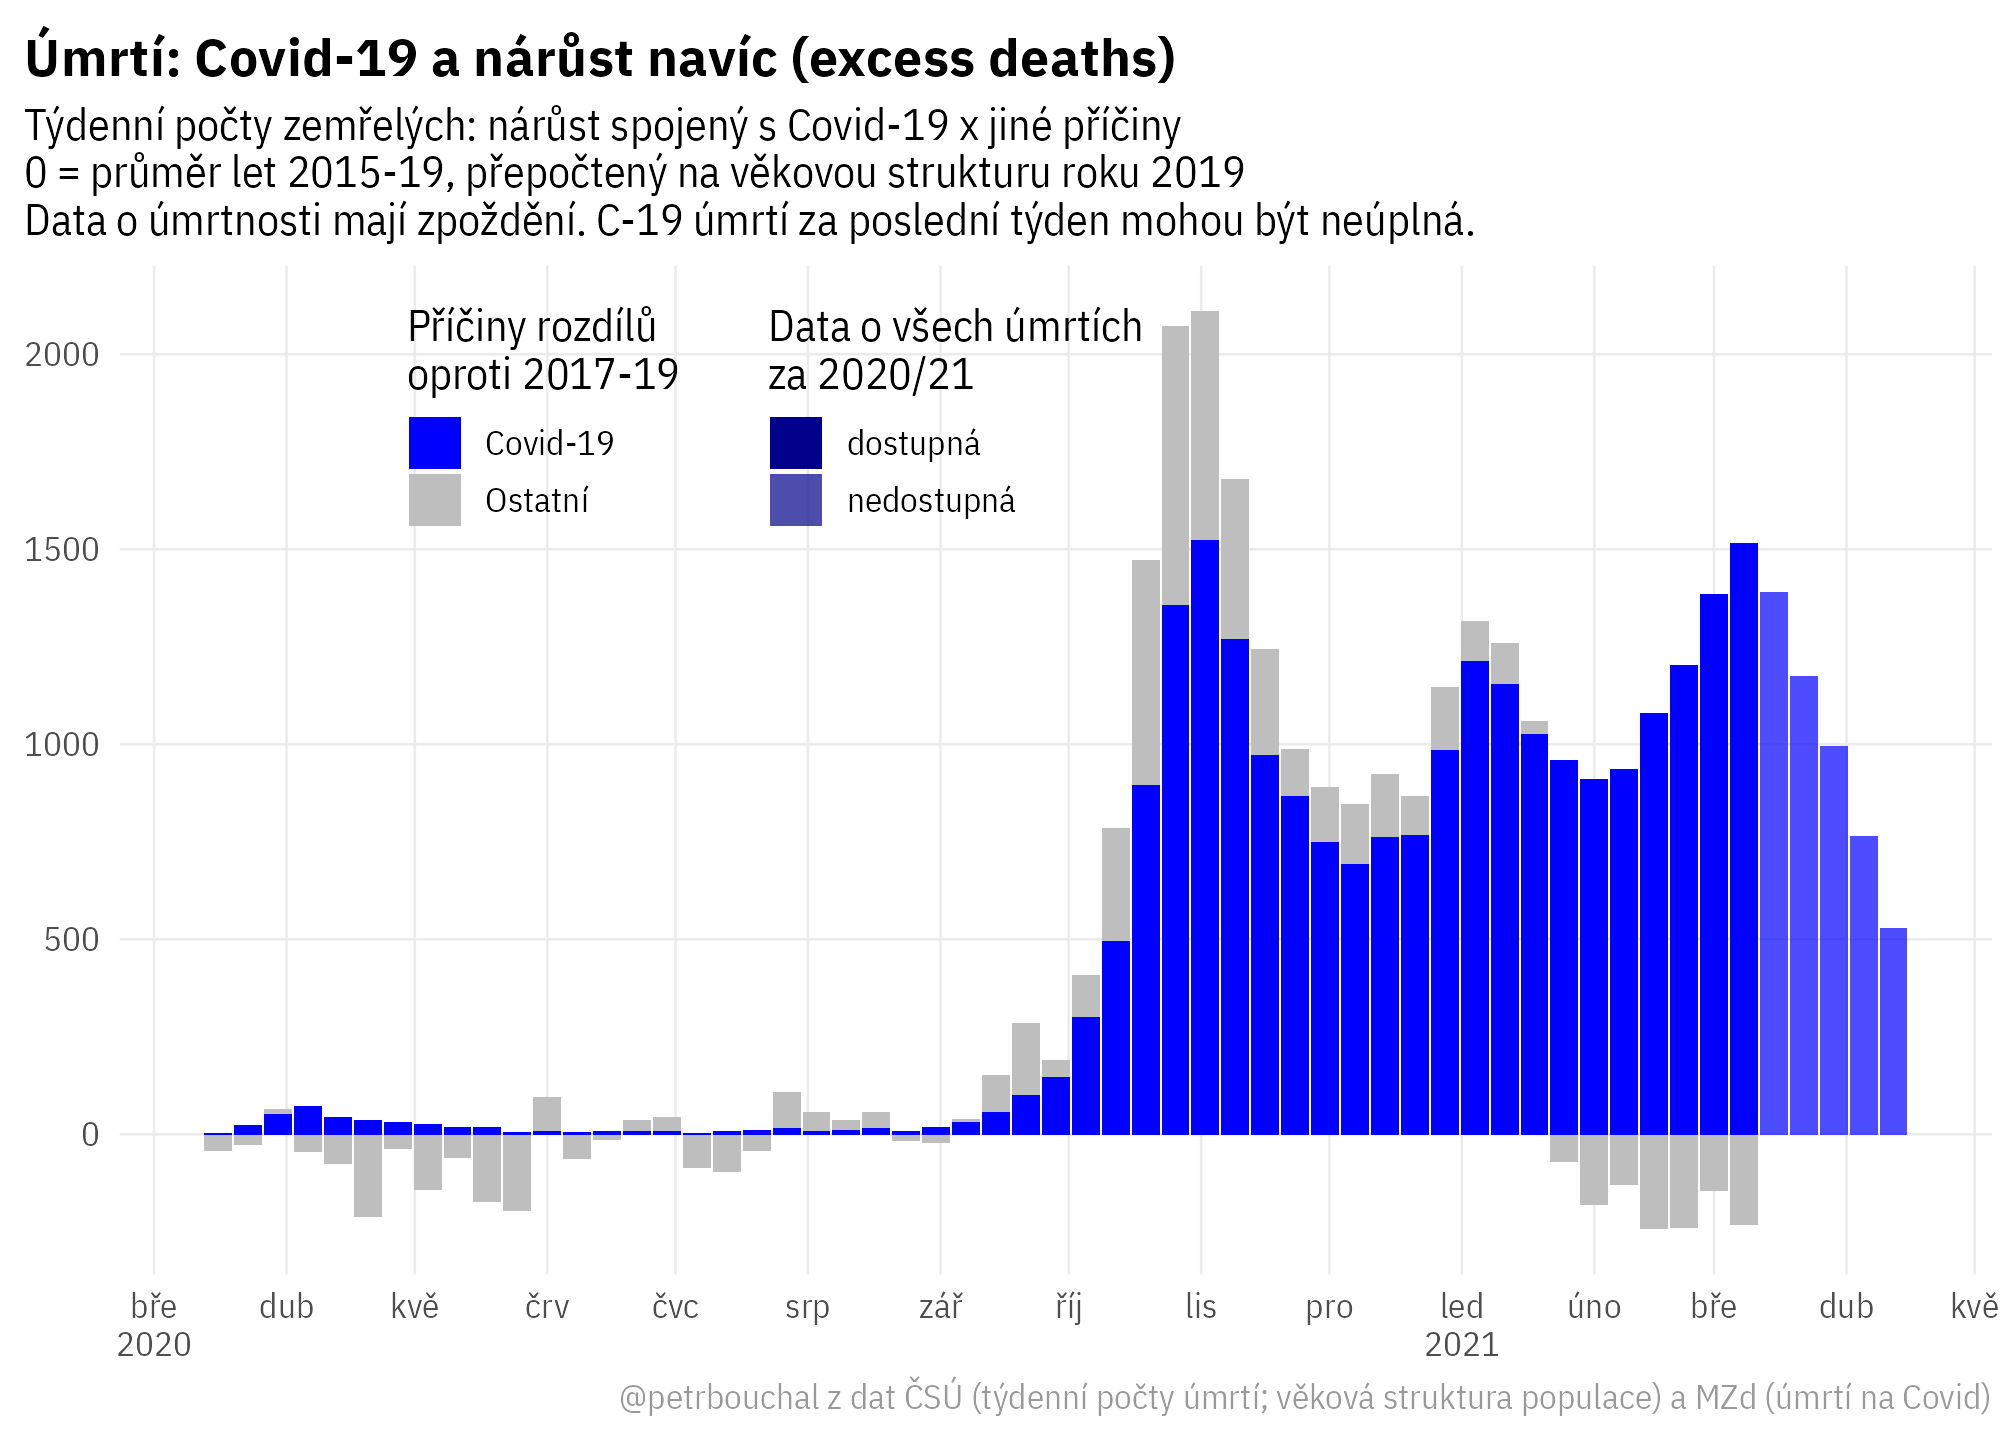 Úmrtí: Covid-19 a nárůst navíc (excess deaths)
Týdenní počty zemřelých: nárůst spojený s Covid-19 x jiné příčiny
0 = průměr let 2015-19, přepočtený na věkovou strukturu roku 2019
Data o úmrtnosti mají zpoždění. C-19 úmrtí za poslední týden mohou být neúplná.
Příčiny rozdílů
oproti 2017-19
Covid-19
Ostatní
Data o všech úmrtích
za 2020/21
dostupná
nedostupná
2000
1500
1000
500
0
bře dub kvě črv čvc srp zář říj lis pro led úno bře dub kvě
2020 2021
@petrbouchal z dat ČSÚ (týdenní počty úmrtí; věková struktura populace) a MZd (úmrtí na Covid)